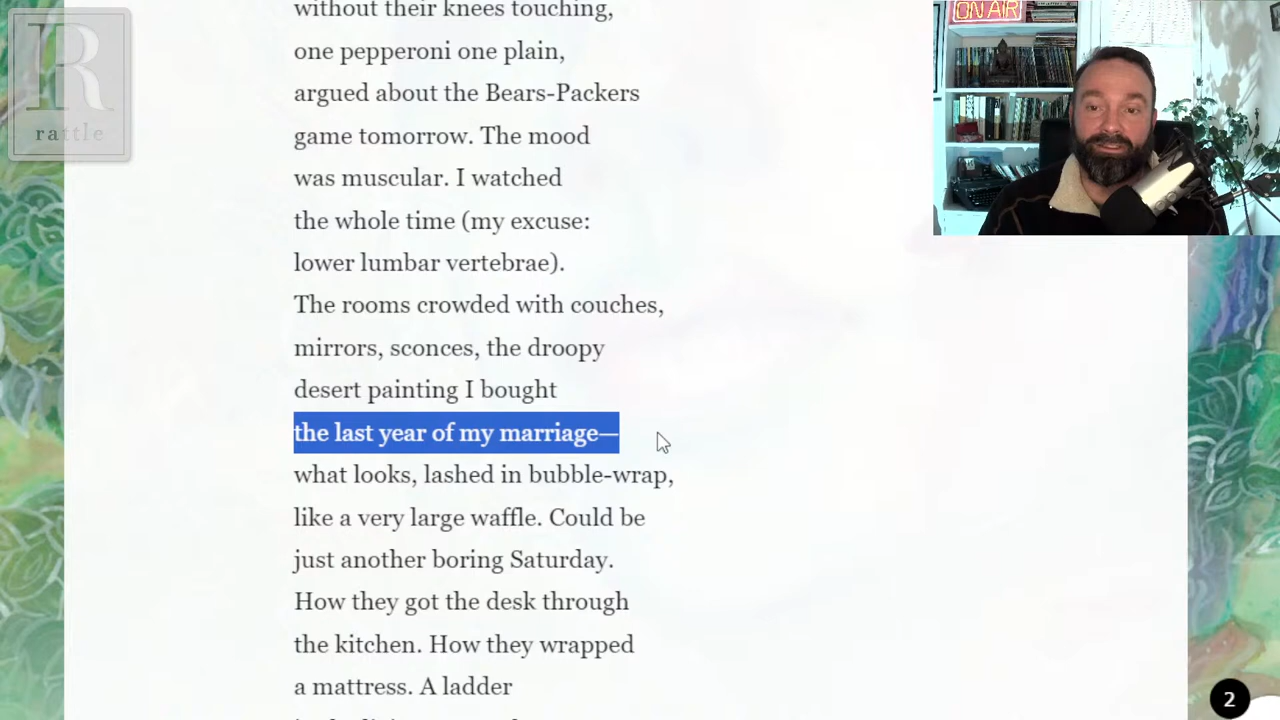 without their knees touching,
one pepperoni one plain,
argued about the Bears-Packers
game tomorrow. The mood
was muscular. I watched
the whole time (my excuse:
lower lumbar vertebrae).
The rooms crowded with couches,
mirrors, sconces, the droopy
desert painting I bought
the last year of my marriage—
what looks, lashed in bubble-wrap,
like a very large waffle. Could be
just another boring Saturday.
How they got the desk through
the kitchen. How they wrapped
a mattress. A ladder
R
rattle
ON AIR
2